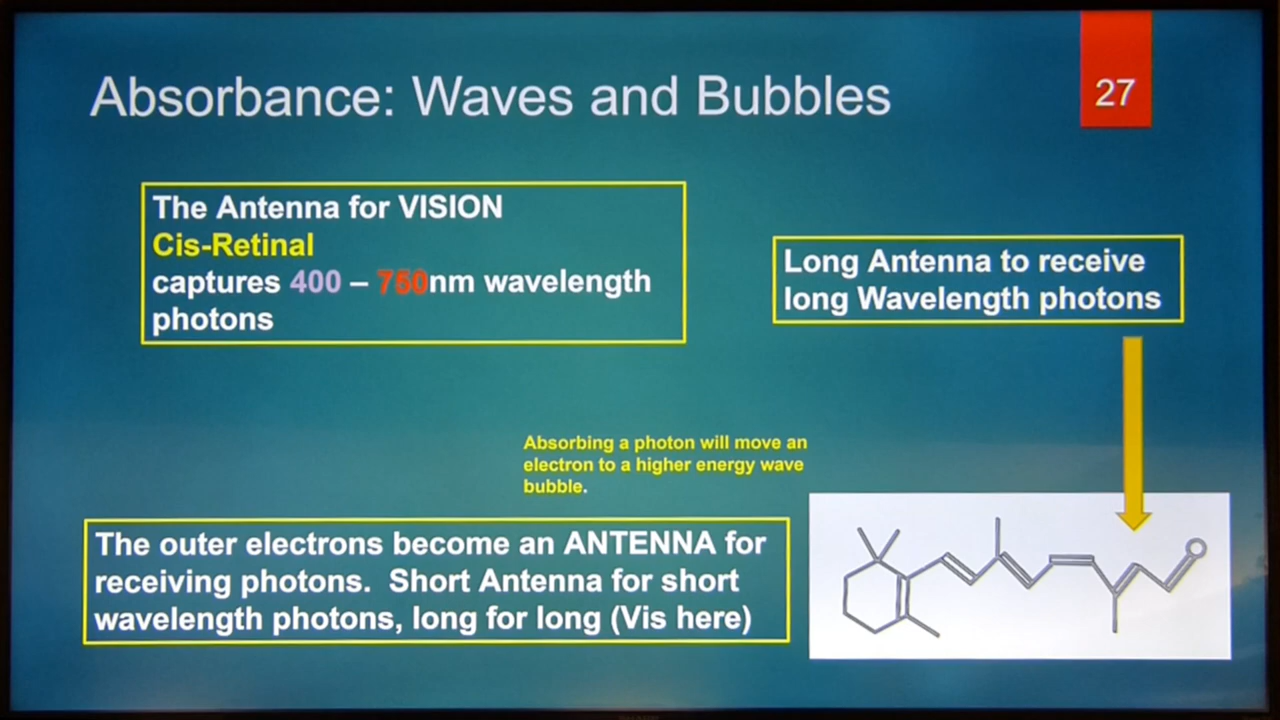 Absorbance: Waves and Bubbles
27
The Antenna for VISION
Cis-Retinal
captures 400 – 750nm wavelength
photons
Long Antenna to receive
long Wavelength photons
Absorbing a photon will move an
electron to a higher energy wave
bubble.
The outer electrons become an ANTENNA for
receiving photons. Short Antenna for short
wavelength photons, long for long (Vis here)
O